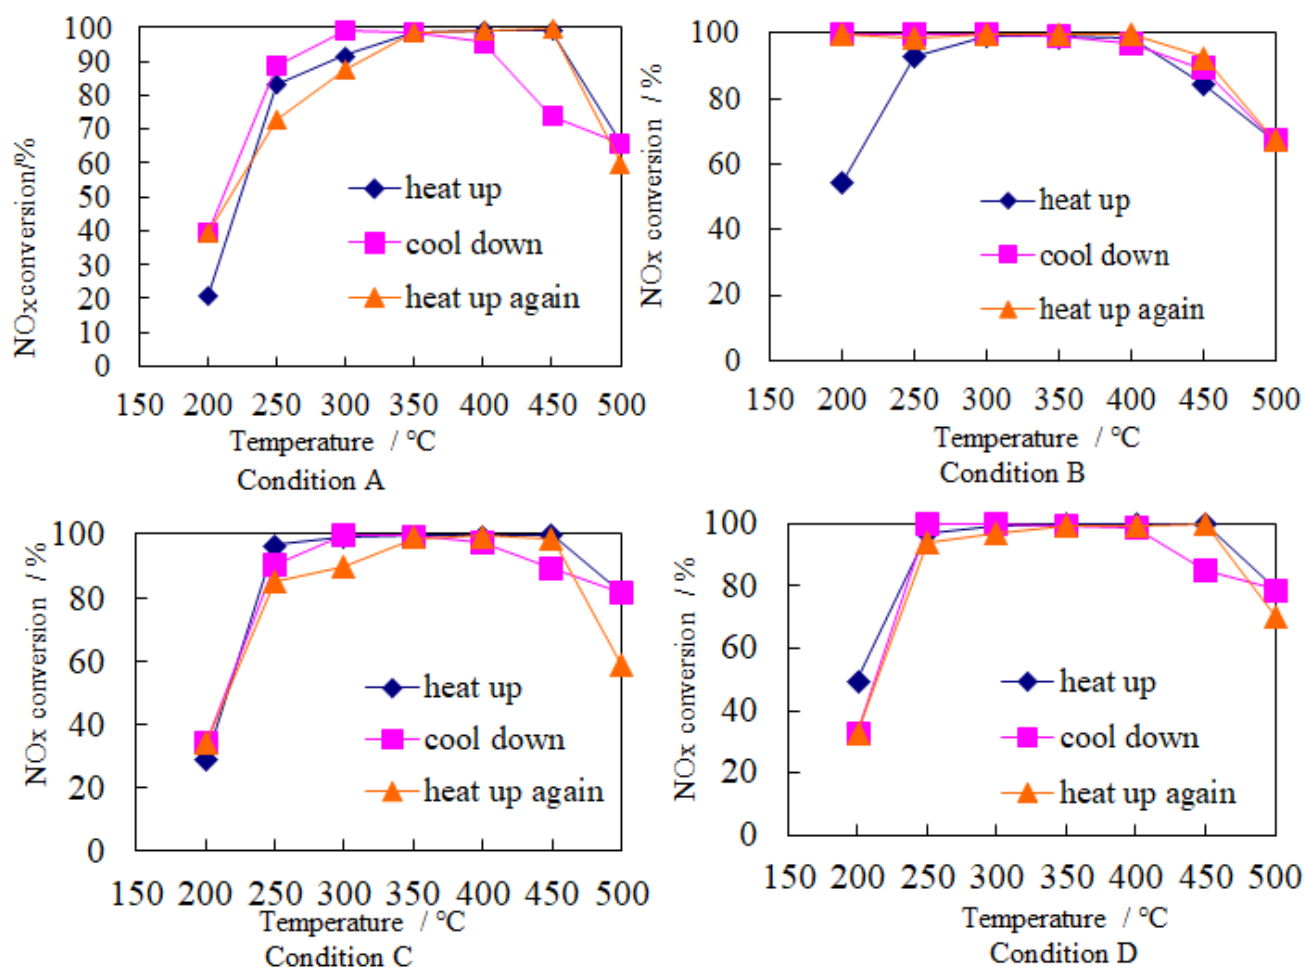 100
90
80
70
60
50
40
30
20
10
0
NOx conversion/%
heat up
cool down
heat up again
150 200 250 300 350 400 450 500
Temperature / °C
Condition A
100
80
60
40
20
0
NOx conversion / %
heat up
cool down
heat up again
150 200 250 300 350 400 450 500
Temperature / °C
Condition B
100
80
60
40
20
0
NOx conversion / %
heat up
cool down
heat up again
150 200 250 300 350 400 450 500
Temperature / °C
Condition C
100
80
60
40
20
0
NOx conversion / %
heat up
cool down
heat up again
150 200 250 300 350 400 450 500
Temperature / °C
Condition D